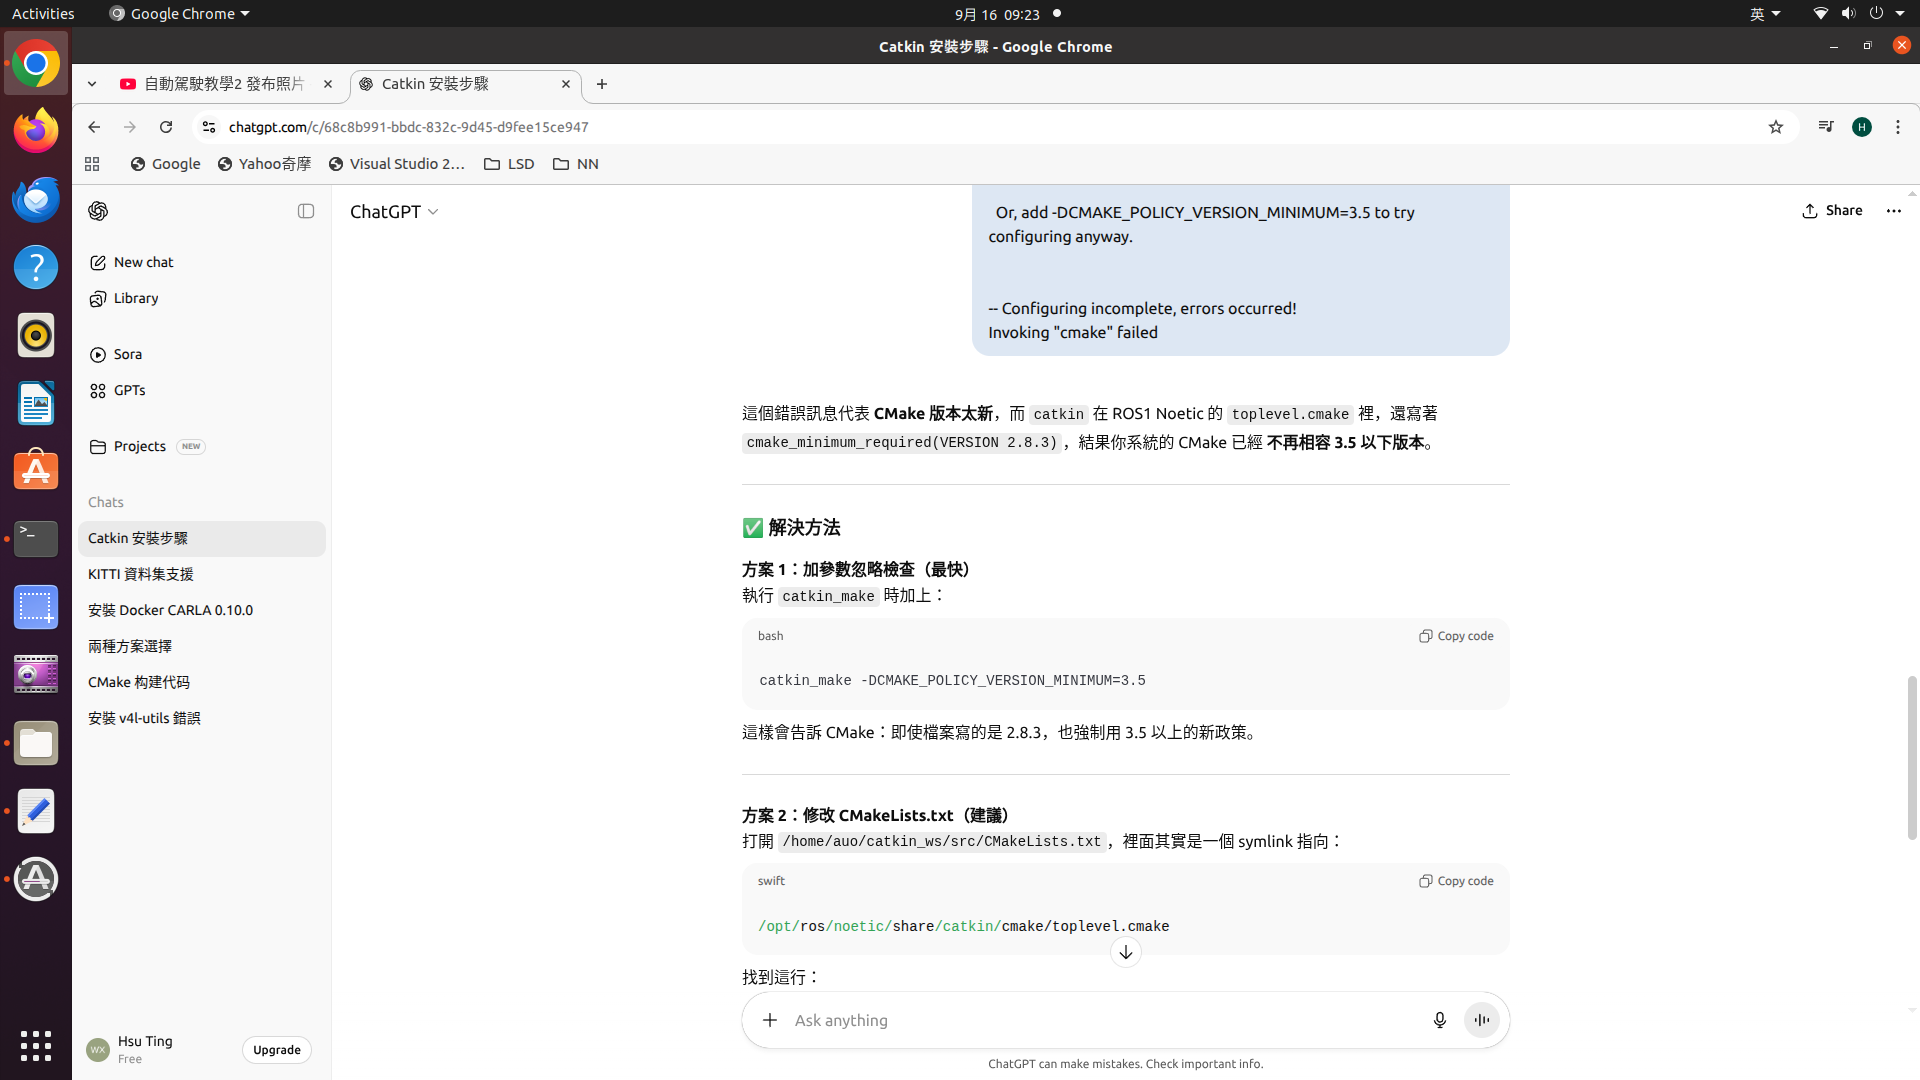 Activities
Google Chrome
9月 16 09:23
英
Catkin 安裝步驟 - Google Chrome
自動駕駛教學2 發布照片
Catkin 安裝步驟
chatgpt.com/c/68c8b991-bbdc-832c-9d45-d9fee15ce947
H
Google
Yahoo奇摩
Visual Studio 2...
LSD
NN
ChatGPT
Share
New chat
Library
Sora
GPTs
Projects NEW
Chats
Catkin 安裝步驟
KITTI 資料集支援
安裝 Docker CARLA 0.10.0
兩種方案選擇
CMake 构建代码
安裝 v4l-utils 錯誤
WX
Hsu Ting
Free
Upgrade
Or, add -DCMAKE_POLICY_VERSION_MINIMUM=3.5 to try
configuring anyway.
-- Configuring incomplete, errors occurred!
Invoking "cmake" failed
這個錯誤訊息代表 CMake 版本太新，而 catkin 在 ROS1 Noetic 的 toplevel.cmake 裡，還寫著
cmake_minimum_required(VERSION 2.8.3)，結果你系統的 CMake 已經 不再相容 3.5 以下版本。
✅ 解決方法
方案 1：加參數忽略檢查（最快）
執行 catkin_make 時加上：
bash
Copy code
catkin_make -DCMAKE_POLICY_VERSION_MINIMUM=3.5
這樣會告訴 CMake：即使檔案寫的是 2.8.3，也強制用 3.5 以上的新政策。
方案 2：修改 CMakeLists.txt（建議）
打開 /home/auo/catkin_ws/src/CMakeLists.txt，裡面其實是一個 symlink 指向：
swift
Copy code
/opt/ros/noetic/share/catkin/cmake/toplevel.cmake
找到這行：
Ask anything
ChatGPT can make mistakes. Check important info.